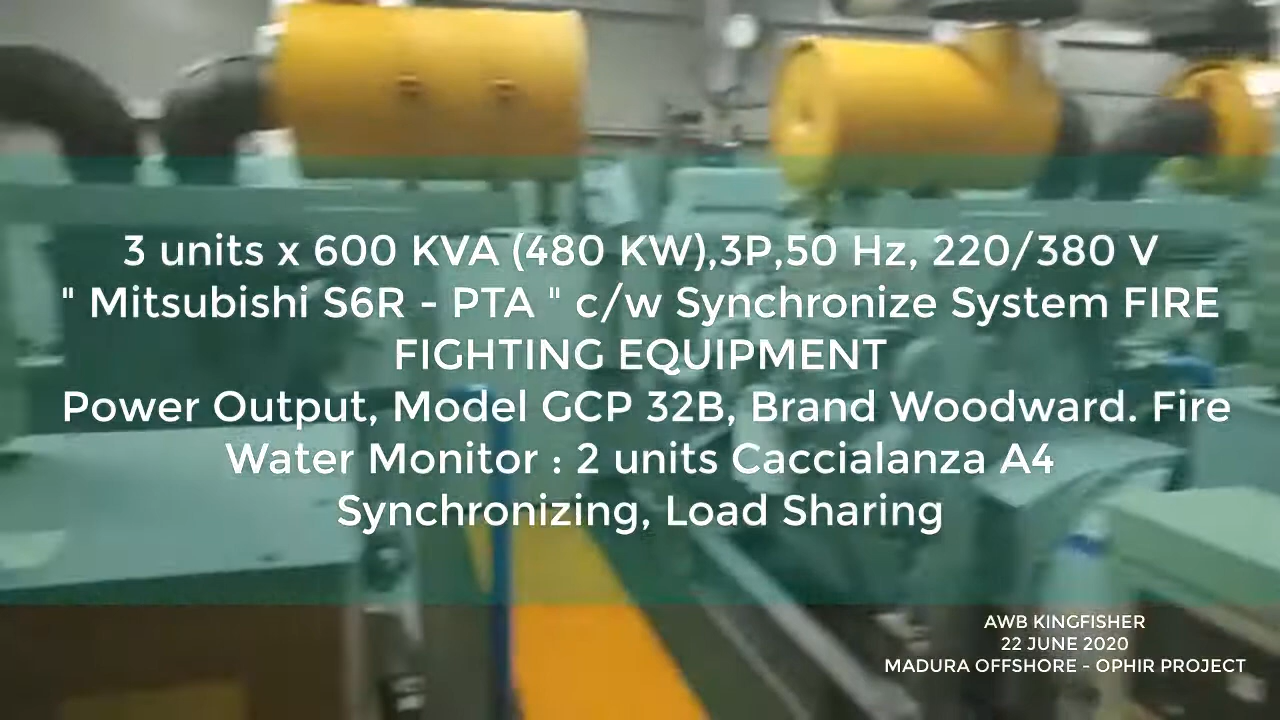 3 units x 600 KVA (480 KW),3P,50 Hz, 220/380 V
" Mitsubishi S6R - PTA " c/w Synchronize System FIRE
FIGHTING EQUIPMENT
Power Output, Model GCP 32B, Brand Woodward. Fire
Water Monitor : 2 units Caccialanza A4
Synchronizing, Load Sharing
AWB KINGFISHER
22 JUNE 2020
MADURA OFFSHORE - OPHIR PROJECT